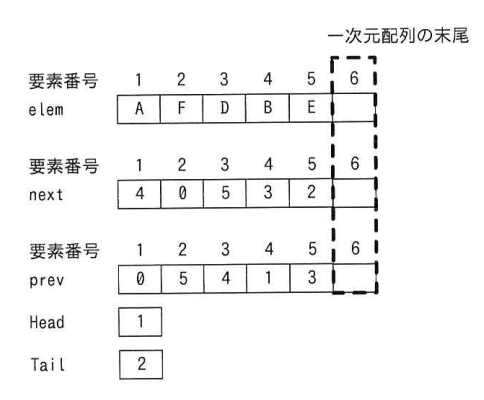 一次元配列の末尾
要素番号 1 2 3 4 5 6
elem A F D B E
要素番号 1 2 3 4 5 6
next 4 0 5 3 2
要素番号 1 2 3 4 5 6
prev 0 5 4 1 3
Head 1
Tail 2